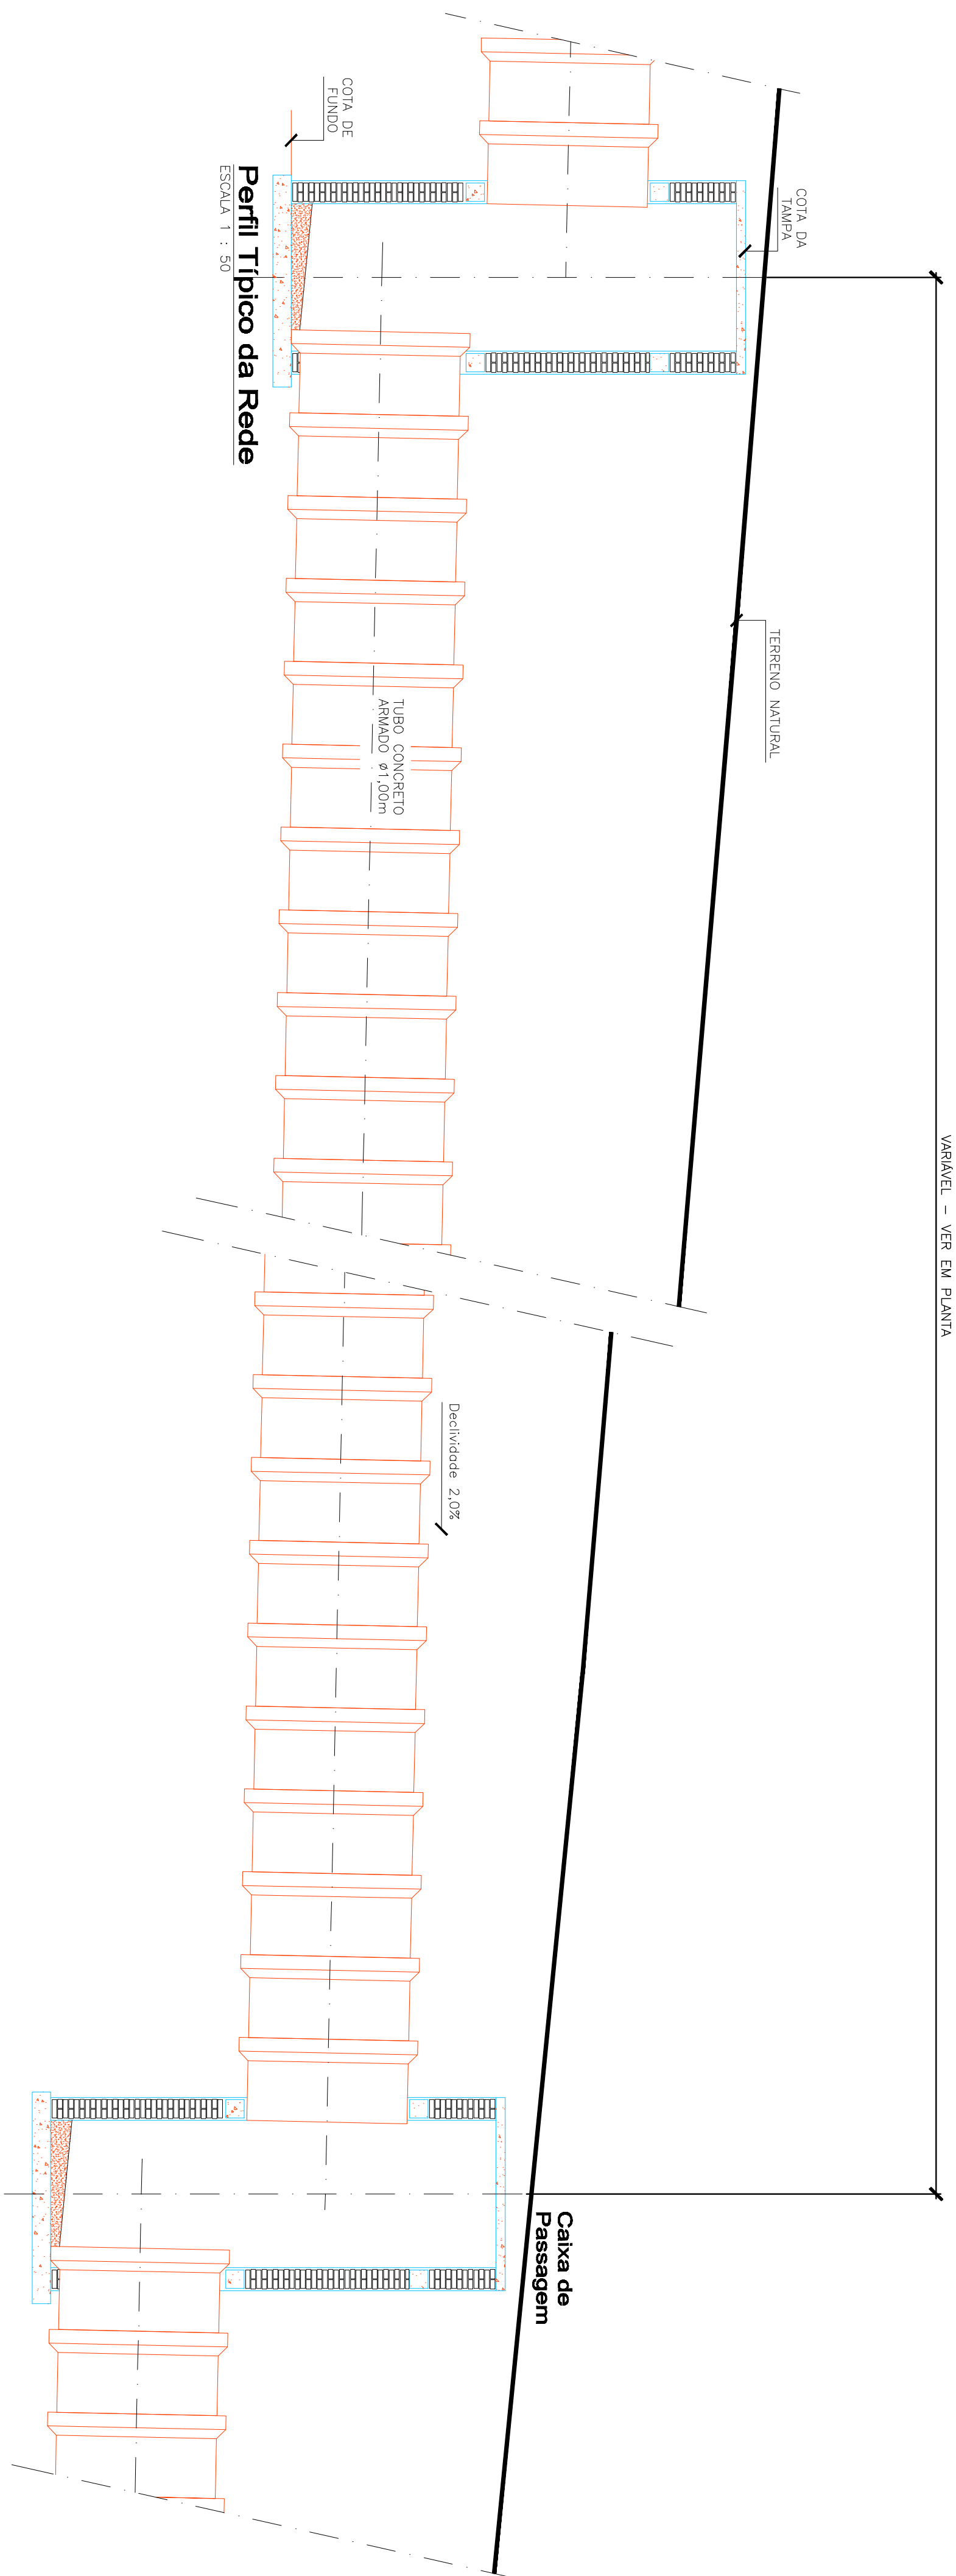 VARIÁVEL - VER EM PLANTA
COTA DA
TAMPA
TERRENO NATURAL
Caixa de
Passagem
Declividade 2,0%
TUBO CONCRETO
ARMADO ø1,00m
COTA DE
FUNDO
Perfil Típico da Rede
ESCALA 1 : 50